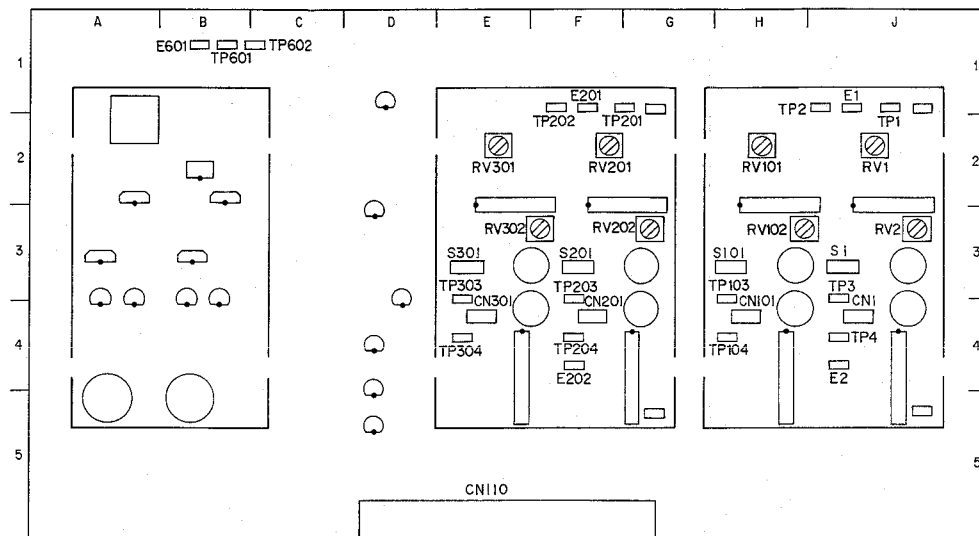 A B C D E F G H J
E601 TP602
TP601
1 1
E201 E1
TP202 TP201 TP2 TP1
2 2
RV301 RV201 RV101 RV1
RV302 RV202 RV102 RV2
S301 S201 S101 S1
3 3
TP303 TP203 TP103 TP3
CN301 CN201 CN101 CN1
TP304 TP204 TP104 TP4
4 4
E202 E2
5 5
CN110